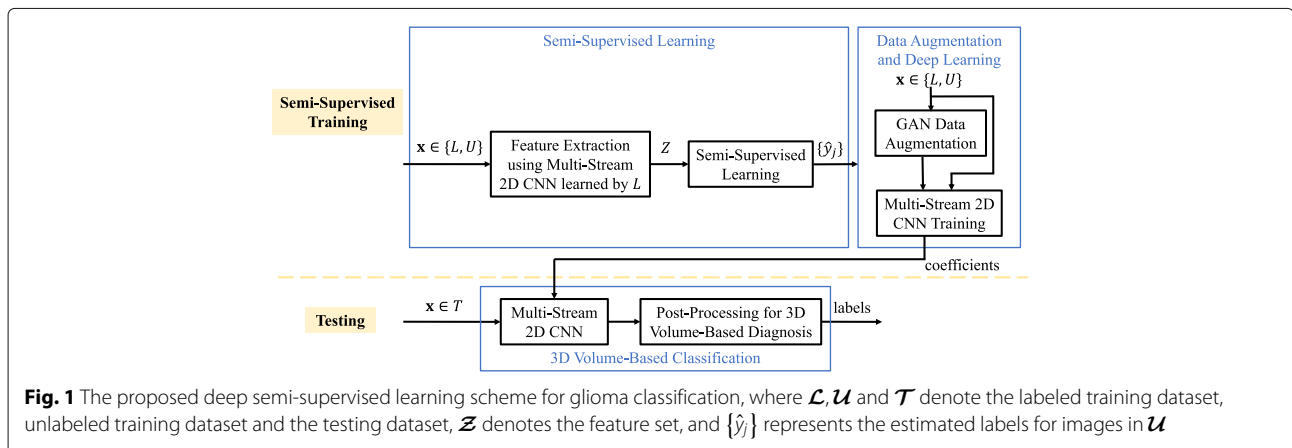 Semi-Supervised Learning
Data Augmentation
and Deep Learning
𝐱 ∈ {𝐿, 𝑈}
Semi-Supervised
Training
GAN Data
Augmentation
𝐱 ∈ {𝐿, 𝑈}
Feature Extraction
using Multi-Stream
2D CNN learned by 𝐿
𝑍
Semi-Supervised
Learning
{ŷⱼ}
Multi-Stream 2D
CNN Training
coefficients
Testing
𝐱 ∈ 𝑇
Multi-Stream
2D CNN
Post-Processing for 3D
Volume-Based Diagnosis
labels
3D Volume-Based Classification
Fig. 1 The proposed deep semi-supervised learning scheme for glioma classification, where 𝓛, 𝓤 and 𝓣 denote the labeled training dataset,
unlabeled training dataset and the testing dataset, 𝓩 denotes the feature set, and {ŷⱼ} represents the estimated labels for images in 𝓤